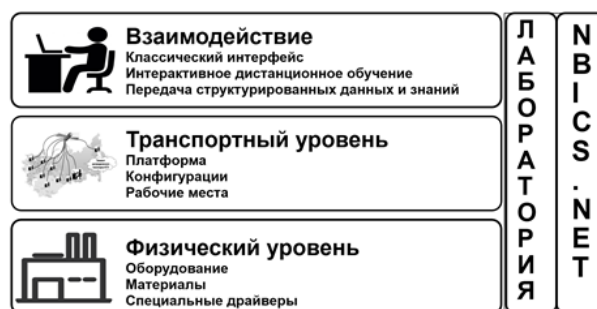 Взаимодействие
Классический интерфейс
Интерактивное дистанционное обучение
Передача структурированных данных и знаний
Транспортный уровень
Платформа
Конфигурации
Рабочие места
Физический уровень
Оборудование
Материалы
Специальные драйверы
ЛАБОРАТОРИЯ
NBICS.NET